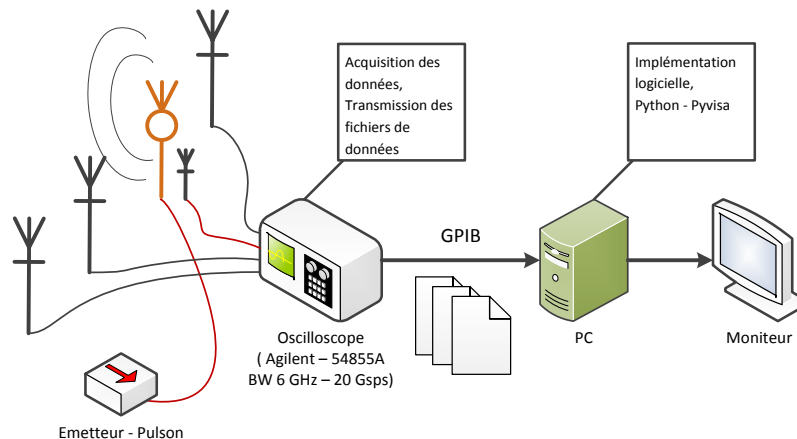 Acquisition des
données,
Transmission des
fichiers de
données
Implémentation
logicielle,
Python - Pyvisa
GPIB
Oscilloscope
( Agilent – 54855A
BW 6 GHz – 20 Gsps)
PC
Moniteur
Emetteur - Pulson